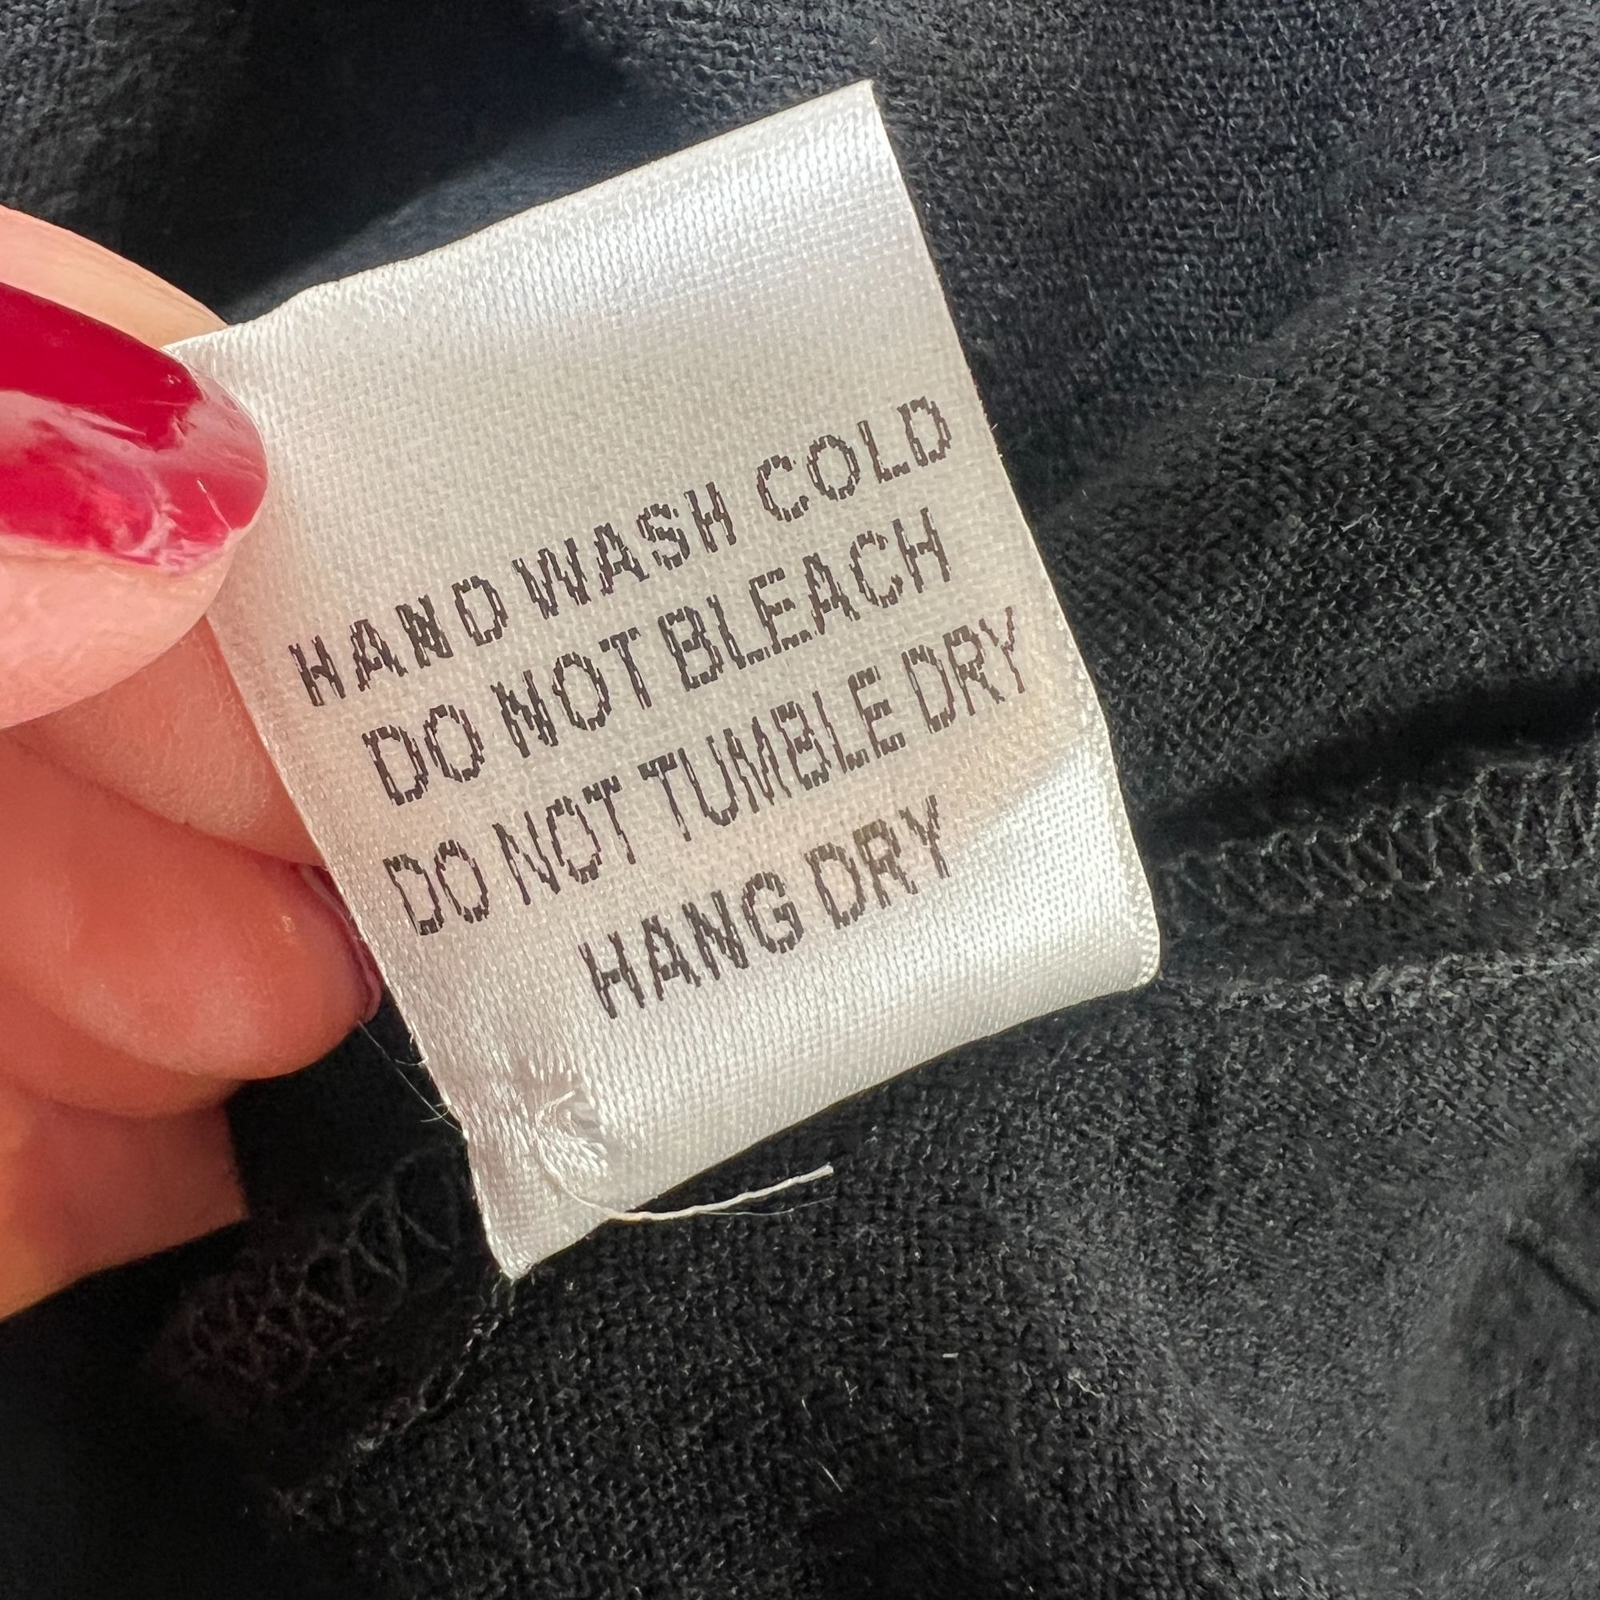 HAND WASH COLD
DO NOT BLEACH
DO NOT TUMBLE DRY
HANG DRY